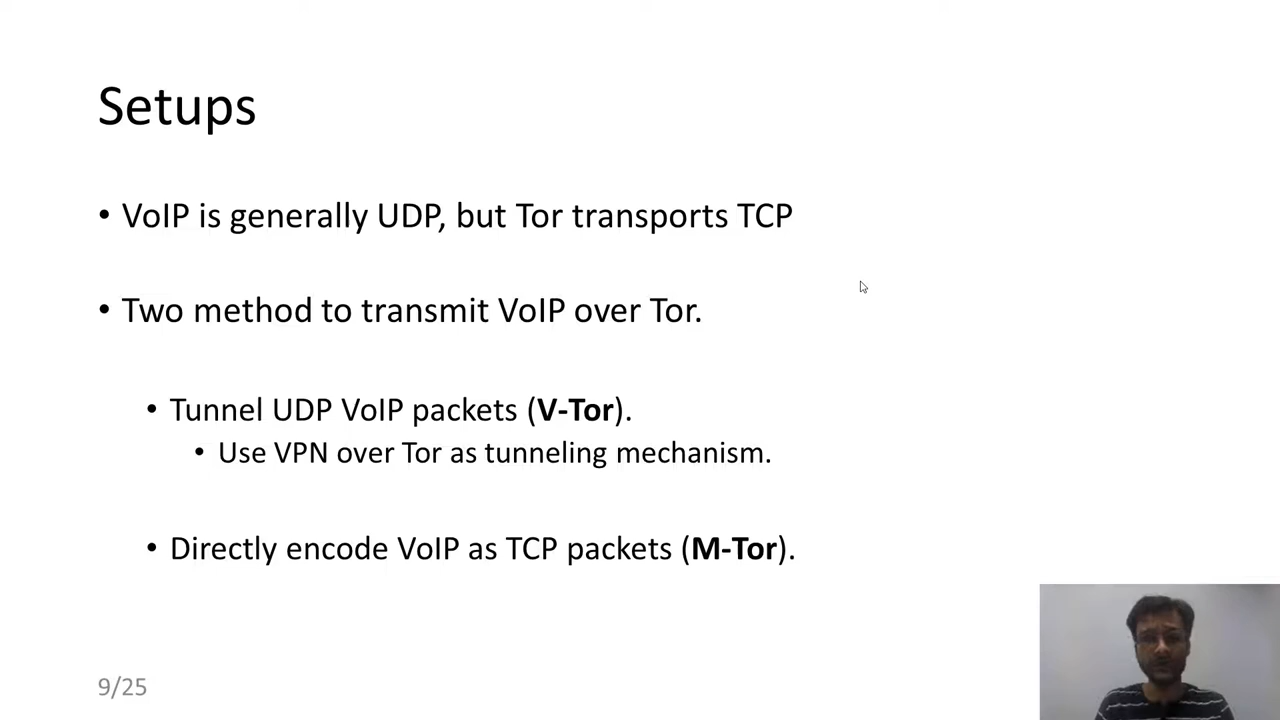 Setups
• VoIP is generally UDP, but Tor transports TCP
• Two method to transmit VoIP over Tor.
• Tunnel UDP VoIP packets (V-Tor).
• Use VPN over Tor as tunneling mechanism.
• Directly encode VoIP as TCP packets (M-Tor).
9/25